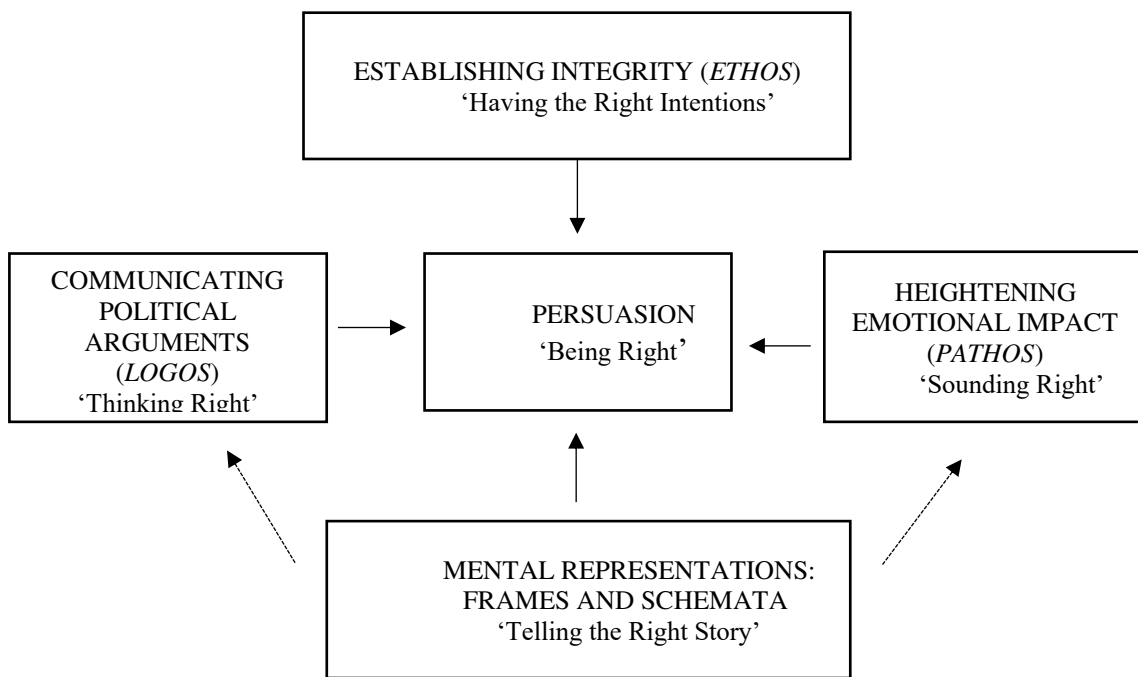 ESTABLISHING INTEGRITY (ETHOS)
‘Having the Right Intentions’
COMMUNICATING
POLITICAL
ARGUMENTS
(LOGOS)
‘Thinking Right’
PERSUASION
‘Being Right’
HEIGHTENING
EMOTIONAL IMPACT
(PATHOS)
‘Sounding Right’
MENTAL REPRESENTATIONS:
FRAMES AND SCHEMATA
‘Telling the Right Story’